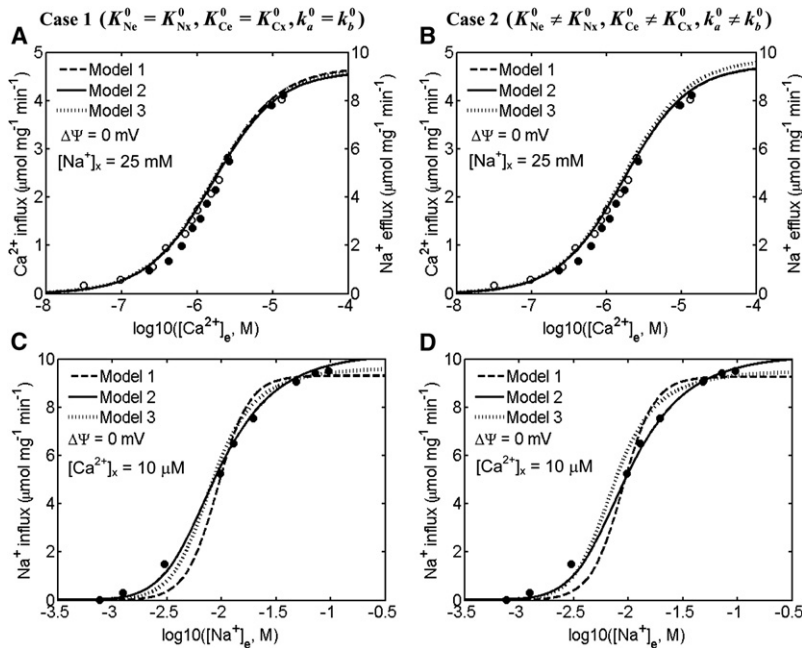 Case 1 (K⁰Ne = K⁰Nx, K⁰Ce = K⁰Cx, k⁰a = k⁰b)
Case 2 (K⁰Ne ≠ K⁰Nx, K⁰Ce ≠ K⁰Cx, k⁰a ≠ k⁰b)
A
Ca²⁺ influx (μmol mg⁻¹ min⁻¹)
5
4
3
2
1
0
Model 1
Model 2
Model 3
ΔΨ = 0 mV
[Na⁺]x = 25 mM
10
8
6
4
2
0
Na⁺ efflux (μmol mg⁻¹ min⁻¹)
-8 -7 -6 -5 -4
log10([Ca²⁺]e, M)
B
Ca²⁺ influx (μmol mg⁻¹ min⁻¹)
5
4
3
2
1
0
Model 1
Model 2
Model 3
ΔΨ = 0 mV
[Na⁺]x = 25 mM
10
8
6
4
2
0
Na⁺ efflux (μmol mg⁻¹ min⁻¹)
-8 -7 -6 -5 -4
log10([Ca²⁺]e, M)
C
Na⁺ influx (μmol mg⁻¹ min⁻¹)
10
8
6
4
2
0
Model 1
Model 2
Model 3
ΔΨ = 0 mV
[Ca²⁺]x = 10 μM
-3.5 -3 -2.5 -2 -1.5 -1 -0.5
log10([Na⁺]e, M)
D
Na⁺ influx (μmol mg⁻¹ min⁻¹)
10
8
6
4
2
0
Model 1
Model 2
Model 3
ΔΨ = 0 mV
[Ca²⁺]x = 10 μM
-3.5 -3 -2.5 -2 -1.5 -1 -0.5
log10([Na⁺]e, M)